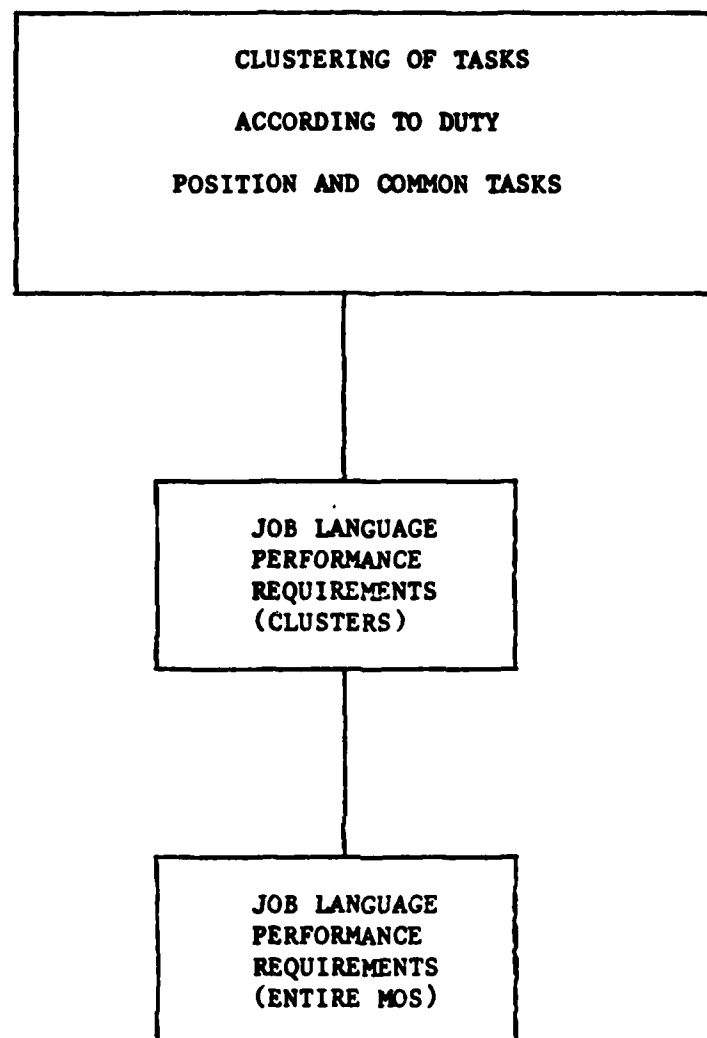 CLUSTERING OF TASKS
ACCORDING TO DUTY
POSITION AND COMMON TASKS
JOB LANGUAGE
PERFORMANCE
REQUIREMENTS
(CLUSTERS)
JOB LANGUAGE
PERFORMANCE
REQUIREMENTS
(ENTIRE MOS)